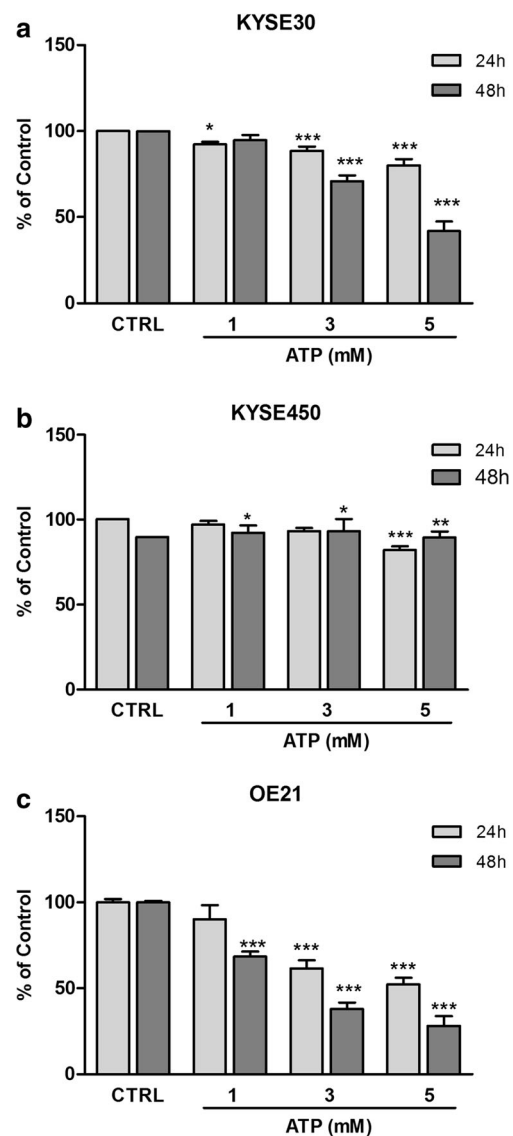 a
KYSE30
150
100
50
0
% of Control
24h
48h
*
***
***
***
***
CTRL 1 3 5
ATP (mM)
b
KYSE450
150
100
50
0
% of Control
24h
48h
*
*
***
**
CTRL 1 3 5
ATP (mM)
c
OE21
150
100
50
0
% of Control
24h
48h
***
***
***
***
***
CTRL 1 3 5
ATP (mM)